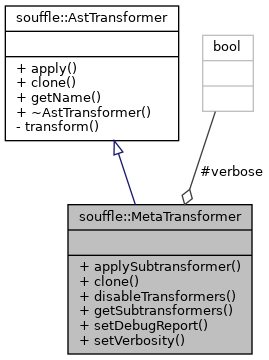 souffle::AstTransformer
+ apply()
+ clone()
+ getName()
+ ~AstTransformer()
- transform()
bool
#verbose
souffle::MetaTransformer
+ applySubtransformer()
+ clone()
+ disableTransformers()
+ getSubtransformers()
+ setDebugReport()
+ setVerbosity()